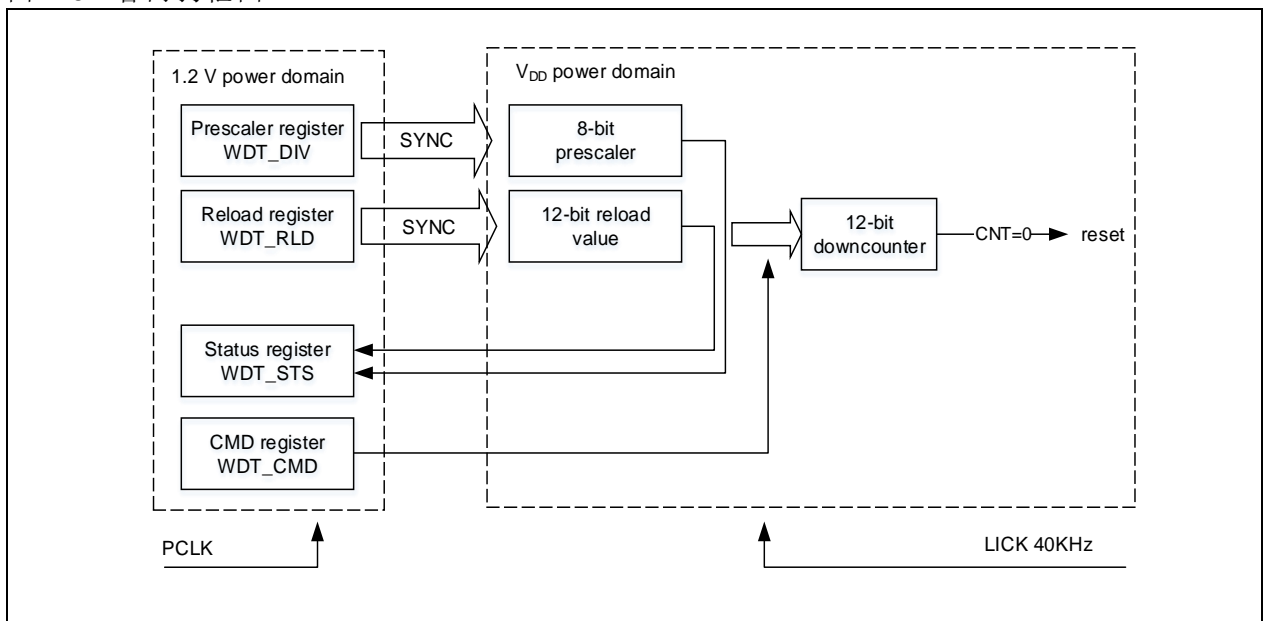 1.2 V power domain
V_DD power domain
Prescaler register
WDT_DIV
SYNC
8-bit
prescaler
Reload register
WDT_RLD
SYNC
12-bit reload
value
12-bit
downcounter
CNT=0
reset
Status register
WDT_STS
CMD register
WDT_CMD
PCLK
LICK 40KHz